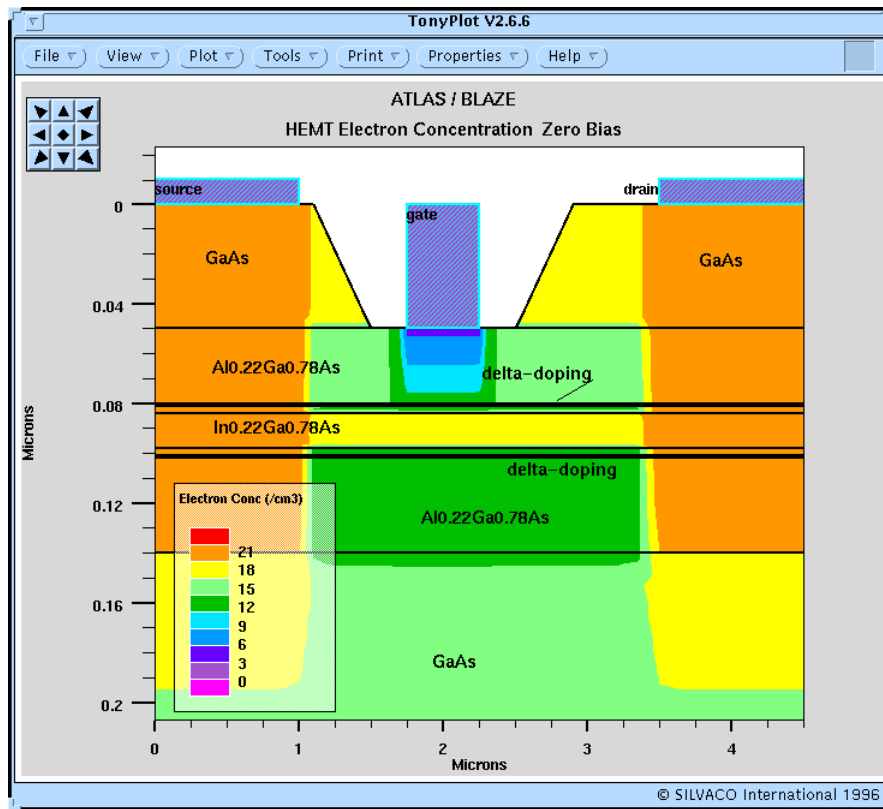 TonyPlot V2.6.6
File View Plot Tools Print Properties Help
ATLAS / BLAZE
HEMT Electron Concentration Zero Bias
source
drain
gate
0
GaAs
GaAs
0.04
Al0.22Ga0.78As
delta-doping
0.08
In0.22Ga0.78As
Microns
delta-doping
Electron Conc (/cm3)
0.12
Al0.22Ga0.78As
21
18
15
12
9
6
3
0
0.16
GaAs
0.2
0 1 2 3 4
Microns
© SILVACO International 1996